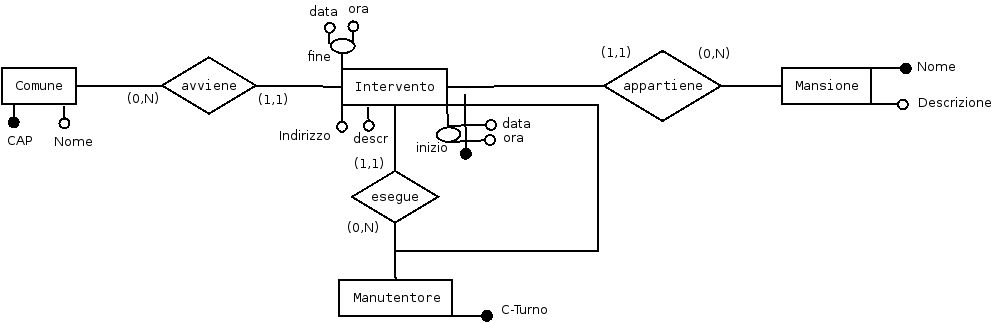 data ora
fine
(1,1) (0,N)
Comune avviene Intervento appartiene Mansione Nome
(0,N) (1,1) Descrizione
CAP Nome Indirizzo descr inizio data
ora
(1,1)
esegue
(0,N)
Manutentore
C-Turno